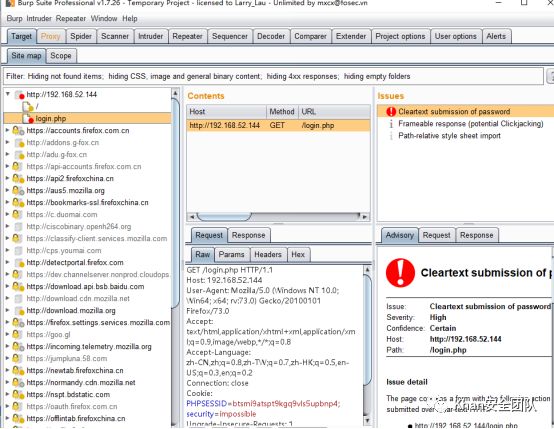 Burp Suite Professional v1.7.26 - Temporary Project - licensed to Larry_Lau - Unlimited by mxcx@fosec.vn
Burp Intruder Repeater Window Help
Target Proxy Spider Scanner Intruder Repeater Sequencer Decoder Comparer Extender Project options User options Alerts
Site map Scope
Filter: Hiding not found items; hiding CSS, image and general binary content; hiding 4xx responses; hiding empty folders
http://192.168.52.144
/
login.php
https://accounts.firefox.com.cn
http://addons.g-fox.cn
http://adu.g-fox.cn
https://api-accounts.firefox.com.cn
https://api2.firefoxchina.cn
https://aus5.mozilla.org
https://bookmarks-ssl.firefoxchina.cn
http://c.duomai.com
http://ciscobinary.openh264.org
https://classify-client.services.mozilla.com
http://cps.youmai.com
http://detectportal.firefox.com
https://dev.channelserver.nonprod.cloudops.
https://download.api.bsb.baidu.com
http://download.cdn.mozilla.net
http://download.mozilla.org
https://firefox.settings.services.mozilla.com
https://goo.gl
https://incoming.telemetry.mozilla.org
https://jumpluna.58.com
https://newtab.firefoxchina.cn
https://normandy.cdn.mozilla.net
https://nspt.bdstatic.com
https://oauth.firefox.com.cn
https://offlintab.firefoxchina.cn
Contents
Host Method URL
http://192.168.52.144 GET /login.php
Request Response
Raw Params Headers Hex
GET /login.php HTTP/1.1
Host: 192.168.52.144
User-Agent: Mozilla/5.0 (Windows NT 10.0;
Win64; x64; rv:73.0) Gecko/20100101
Firefox/73.0
Accept:
text/html,application/xhtml+xml,application/xm
l;q=0.9,image/webp,*/*;q=0.8
Accept-Language:
zh-CN,zh;q=0.8,zh-TW;q=0.7,zh-HK;q=0.5,en-
US;q=0.3,en;q=0.2
Connection: close
Cookie:
PHPSESSID=btsmi9atspt9kgq9vls5upbnp4;
security=impossible
Upgrade-Insecure-Requests: 1
Issues
Cleartext submission of password
Frameable response (potential Clickjacking)
Path-relative style sheet import
Advisory Request Response
Cleartext submission of p
Issue: Cleartext submission of password
Severity: High
Confidence: Certain
Host: http://192.168.52.144
Path: /login.php
Issue detail
The page co
submitted over
http://192.168.52.144/login.php
安全团队